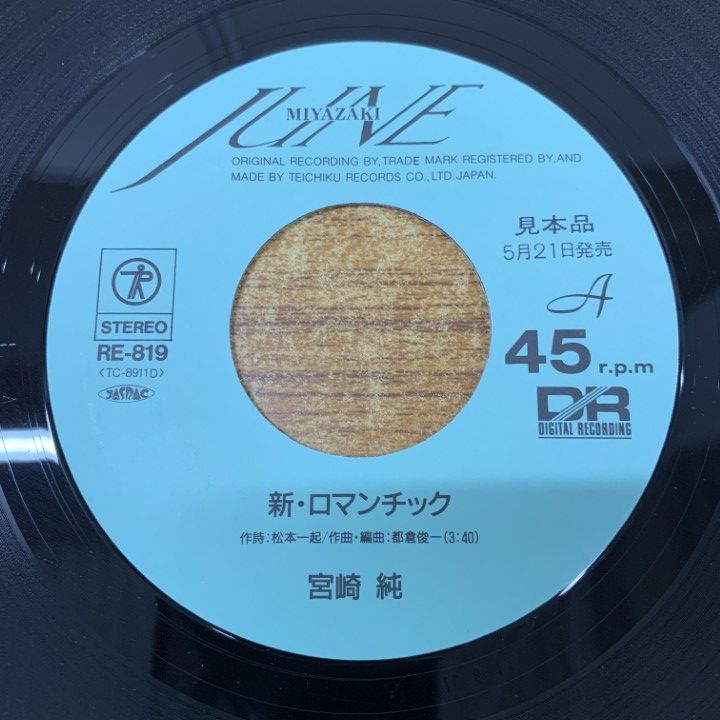 JUNE
MIYAZAKI
ORIGINAL RECORDING BY, TRADE MARK REGISTERED BY, AND
MADE BY TEICHIKU RECORDS CO., LTD. JAPAN.
見本品
5月21日発売
A
STEREO
RE-819
〈TC-8911D〉
JASRAC
45 r.p.m
DR
DIGITAL RECORDING
新・ロマンチック
作詩:松本一起/作曲・編曲:都倉俊一(3:40)
宮崎 純